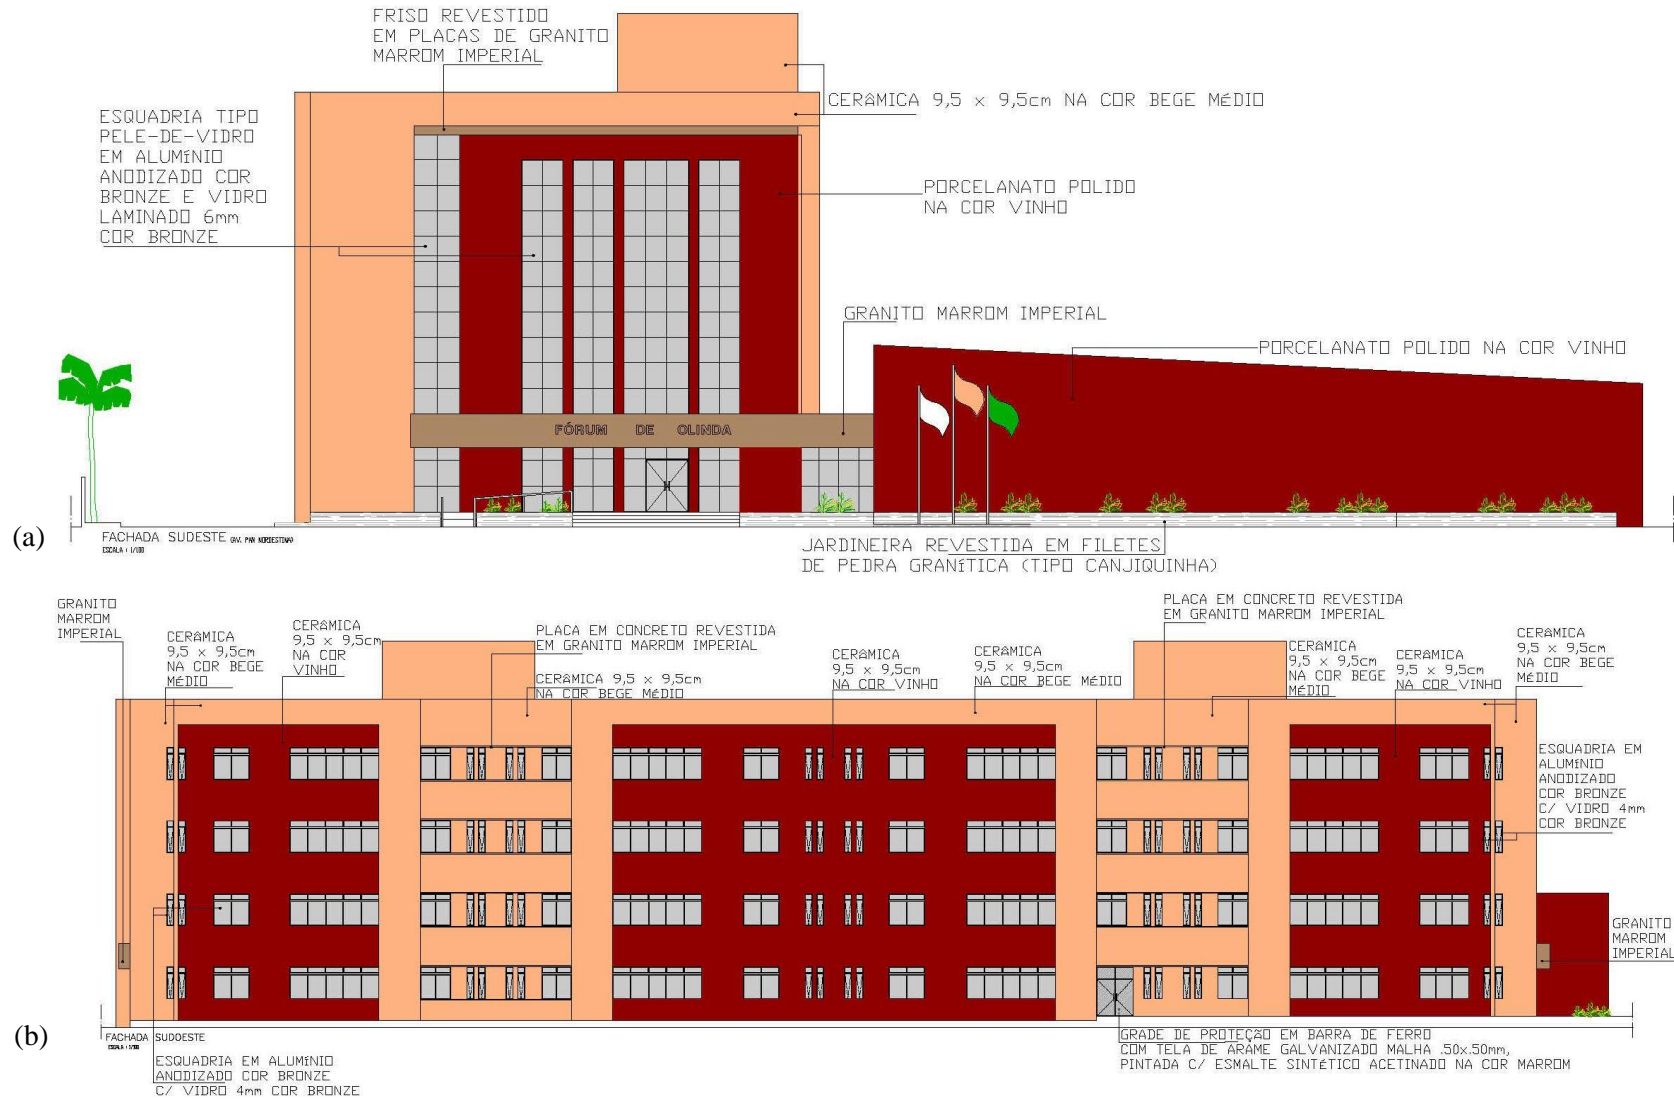 FRISO REVESTIDO
EM PLACAS DE GRANITO
MARROM IMPERIAL
CERÂMICA 9,5 x 9,5cm NA COR BEGE MÉDIO
ESQUADRIA TIPO
PELE-DE-VIDRO
EM ALUMÍNIO
ANODIZADO COR
BRONZE E VIDRO
LAMINADO 6mm
COR BRONZE
PORCELANATO POLIDO
NA COR VINHO
GRANITO MARROM IMPERIAL
PORCELANATO POLIDO NA COR VINHO
FÓRUM DE OLINDA
(a)
FACHADA SUDESTE (AV. PAN NORDESTINA)
ESCALA : 1/100
JARDINEIRA REVESTIDA EM FILETES
DE PEDRA GRANÍTICA (TIPO CANJIQUINHA)
GRANITO
MARROM
IMPERIAL
CERÂMICA
9,5 x 9,5cm
NA COR BEGE
MÉDIO
CERÂMICA
9,5 x 9,5cm
NA COR
VINHO
PLACA EM CONCRETO REVESTIDA
EM GRANITO MARROM IMPERIAL
CERÂMICA 9,5 x 9,5cm
NA COR BEGE MÉDIO
CERÂMICA
9,5 x 9,5cm
NA COR VINHO
CERÂMICA
9,5 x 9,5cm
NA COR BEGE MÉDIO
PLACA EM CONCRETO REVESTIDA
EM GRANITO MARROM IMPERIAL
CERÂMICA
9,5 x 9,5cm
NA COR BEGE
MÉDIO
CERÂMICA
9,5 x 9,5cm
NA COR VINHO
CERÂMICA
9,5 x 9,5cm
NA COR BEGE
MÉDIO
ESQUADRIA EM
ALUMÍNIO
ANODIZADO
COR BRONZE
C/ VIDRO 4mm
COR BRONZE
GRANITO
MARROM
IMPERIAL
(b)
FACHADA SUDOESTE
ESQUADRIA EM ALUMÍNIO
ANODIZADO COR BRONZE
C/ VIDRO 4mm COR BRONZE
GRADE DE PROTEÇÃO EM BARRA DE FERRO
COM TELA DE ARAME GALVANIZADO MALHA .50x.50mm,
PINTADA C/ ESMALTE SINTÉTICO ACETINADO NA COR MARROM